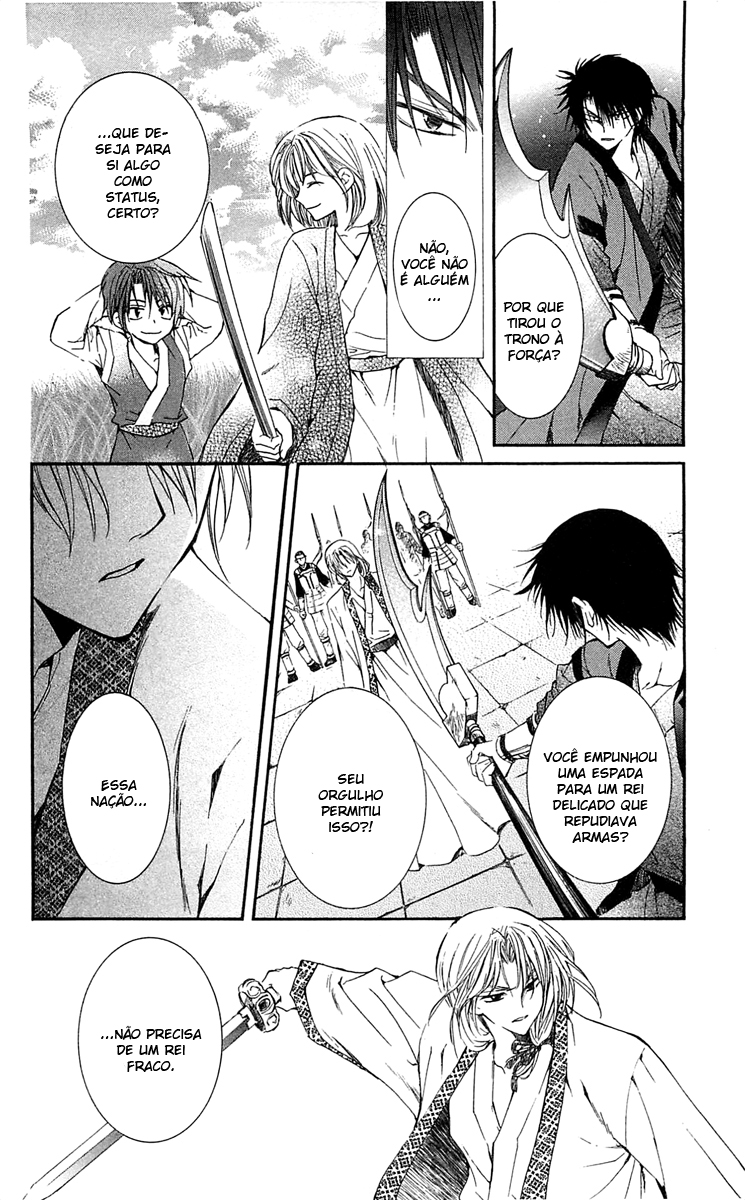 POR QUE
TIROU O
TRONO À
FORÇA?
NÃO,
VOCÊ NÃO
É ALGUÉM
...
...QUE DE-
SEJA PARA
SI ALGO
COMO
STATUS,
CERTO?
VOCÊ EMPUNHOU
UMA ESPADA
PARA UM REI
DELICADO QUE
REPUDIAVA
ARMAS?
SEU
ORGULHO
PERMITIU
ISSO?!
ESSA
NAÇÃO...
...NÃO PRECISA
DE UM REI
FRACO.